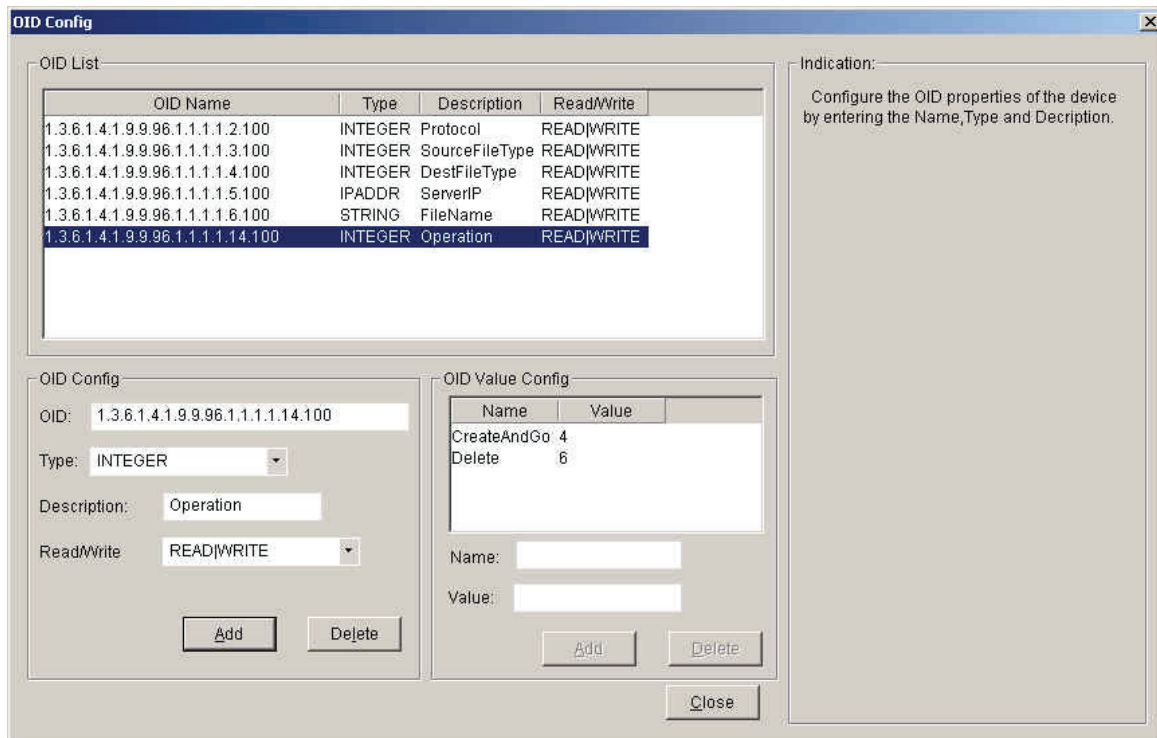 OID Config
OID List
OID Name Type Description Read/Write
1.3.6.1.4.1.9.9.96.1.1.1.1.2.100 INTEGER Protocol READ|WRITE
1.3.6.1.4.1.9.9.96.1.1.1.1.3.100 INTEGER SourceFileType READ|WRITE
1.3.6.1.4.1.9.9.96.1.1.1.1.4.100 INTEGER DestFileType READ|WRITE
1.3.6.1.4.1.9.9.96.1.1.1.1.5.100 IPADDR ServerIP READ|WRITE
1.3.6.1.4.1.9.9.96.1.1.1.1.6.100 STRING FileName READ|WRITE
1.3.6.1.4.1.9.9.96.1.1.1.1.14.100 INTEGER Operation READ|WRITE
Indication:
Configure the OID properties of the device
by entering the Name,Type and Decription.
OID Config
OID: 1.3.6.1.4.1.9.9.96.1.1.1.1.14.100
Type: INTEGER
Description: Operation
Read/Write READ|WRITE
Add Delete
OID Value Config
Name Value
CreateAndGo 4
Delete 6
Name:
Value:
Add Delete
Close